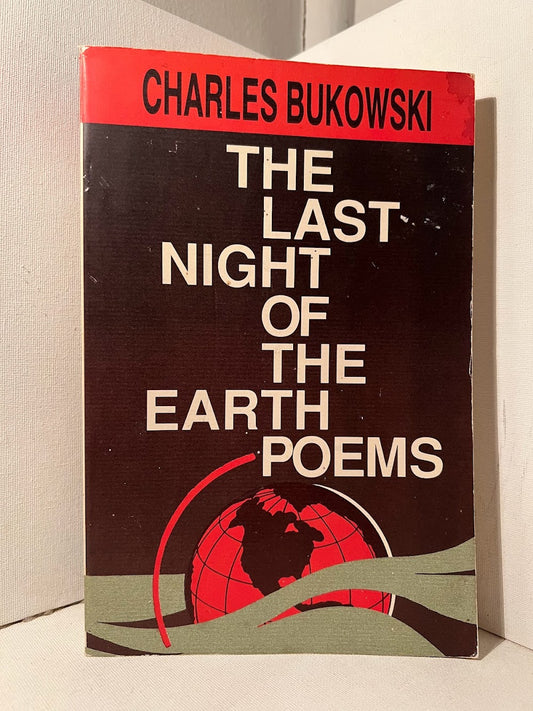 CHARLES BUKOWSKI
THE
LAST
NIGHT
OF
THE
EARTH
POEMS